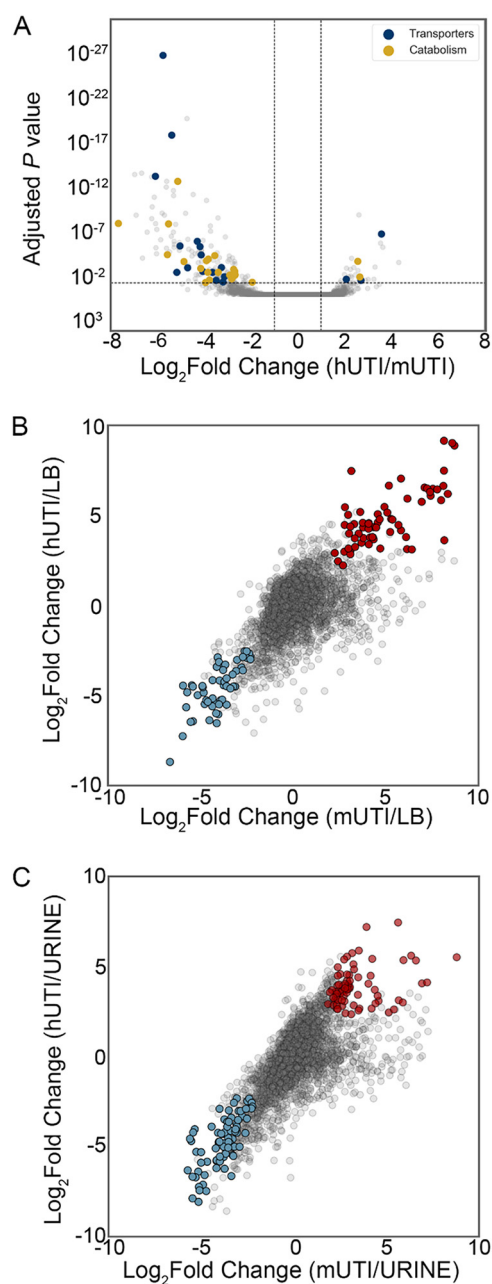 A
Adjusted P value
10-27
10-22
10-17
10-12
10-7
10-2
103
Transporters
Catabolism
-8 -6 -4 -2 0 2 4 6 8
Log2Fold Change (hUTI/mUTI)
B
Log2Fold Change (hUTI/LB)
10
5
0
-5
-10
-10 -5 0 5 10
Log2Fold Change (mUTI/LB)
C
Log2Fold Change (hUTI/URINE)
10
5
0
-5
-10
-10 -5 0 5 10
Log2Fold Change (mUTI/URINE)